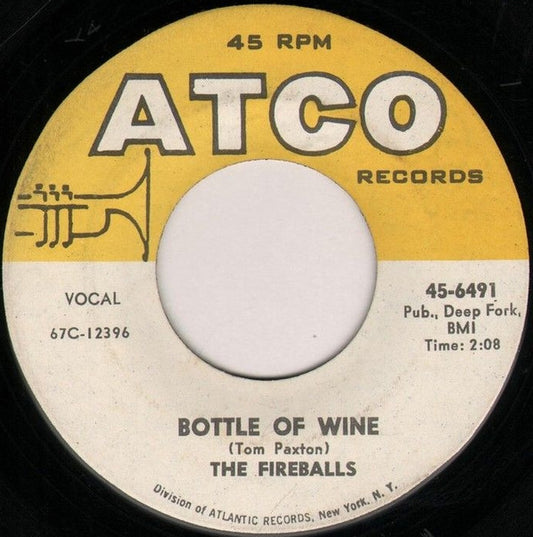 45 RPM
ATCO
RECORDS
VOCAL
67C-12396
45-6491
Pub., Deep Fork,
BMI
Time: 2:08
BOTTLE OF WINE
(Tom Paxton)
THE FIREBALLS
Division of ATLANTIC RECORDS, New York, N. Y.